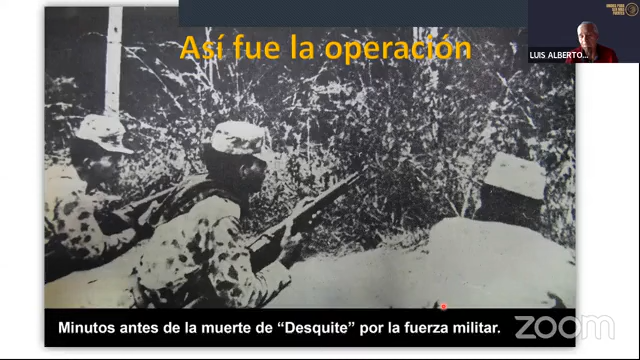 Así fue la operación
LUIS ALBERTO...
Minutos antes de la muerte de “Desquite” por la fuerza militar.
zoom